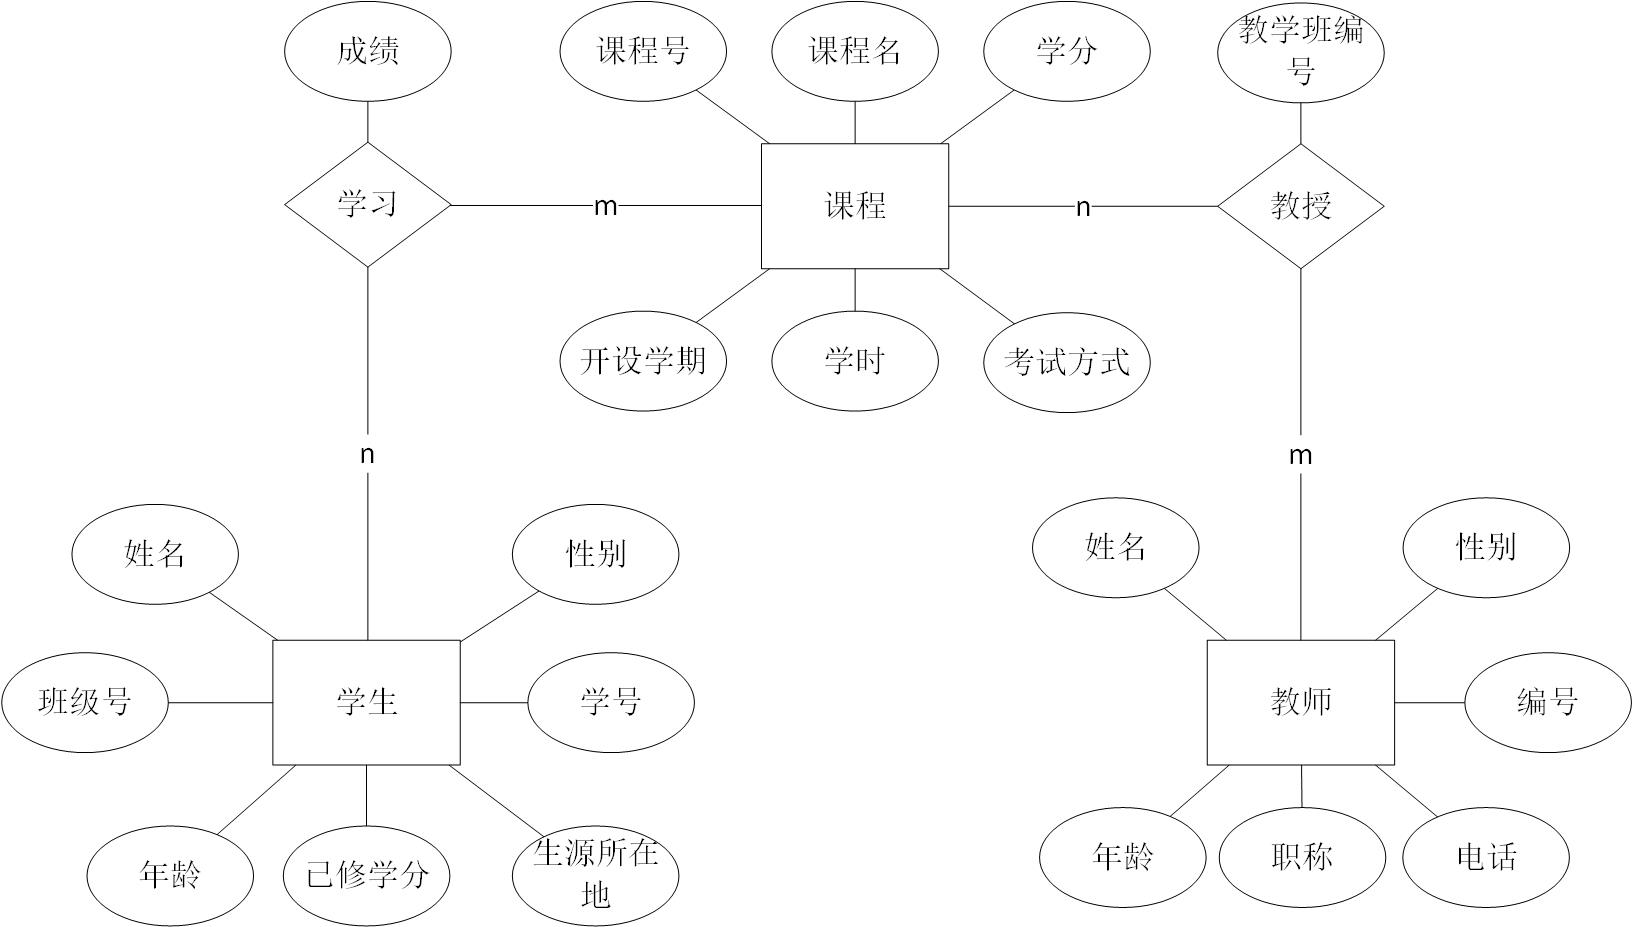 成绩
课程号
课程名
学分
教学班编
号
学习
m
课程
n
教授
开设学期
学时
考试方式
n
m
姓名
性别
姓名
性别
班级号
学生
学号
教师
编号
年龄
已修学分
生源所在
地
年龄
职称
电话